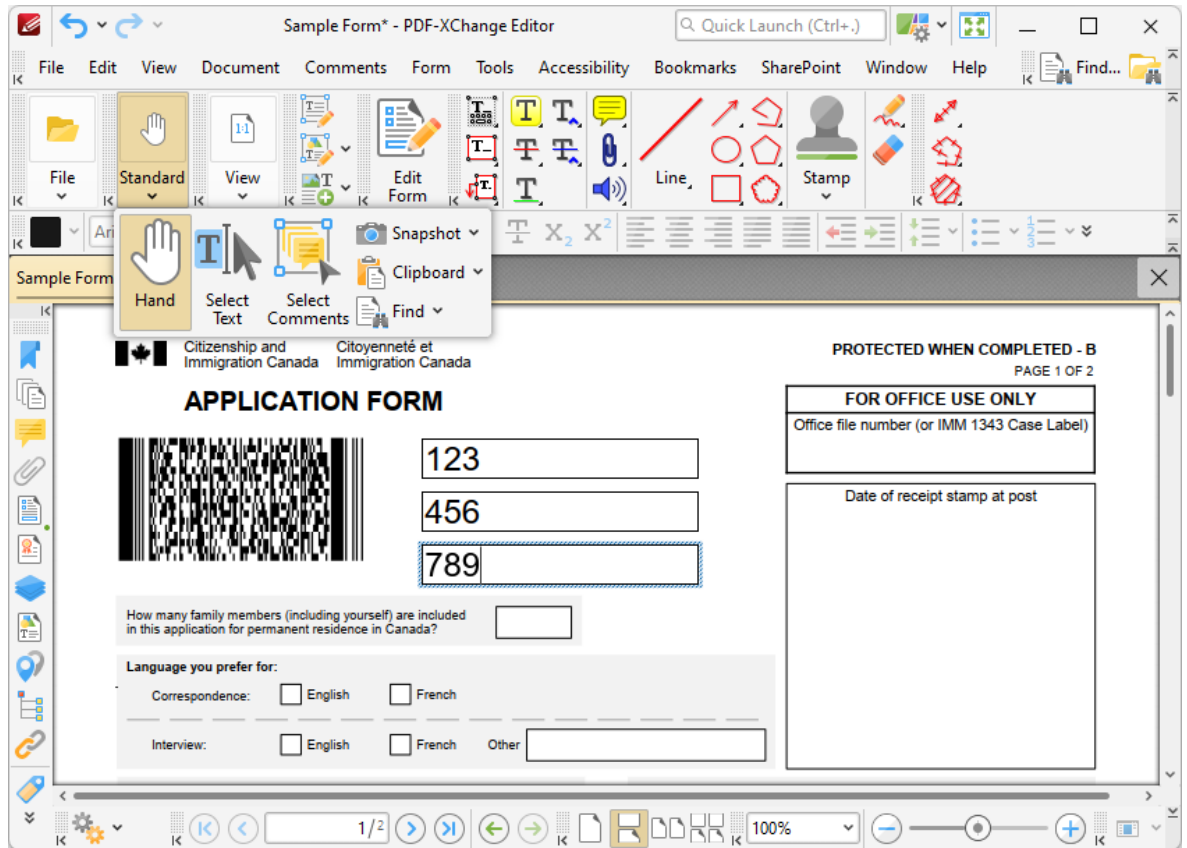 Sample Form* - PDF-XChange Editor
Quick Launch (Ctrl+.)
File Edit View Document Comments Form Tools Accessibility Bookmarks SharePoint Window Help Find...
File Standard View Edit Form Line Stamp
Ari
Hand
Select Text
Select Comments
Snapshot
Clipboard
Find
Sample Form
Citizenship and Immigration Canada
Citoyenneté et Immigration Canada
PROTECTED WHEN COMPLETED - B
PAGE 1 OF 2
APPLICATION FORM
FOR OFFICE USE ONLY
Office file number (or IMM 1343 Case Label)
123
456
789
Date of receipt stamp at post
How many family members (including yourself) are included
in this application for permanent residence in Canada?
Language you prefer for:
Correspondence: English French
Interview: English French Other
1/2
100%